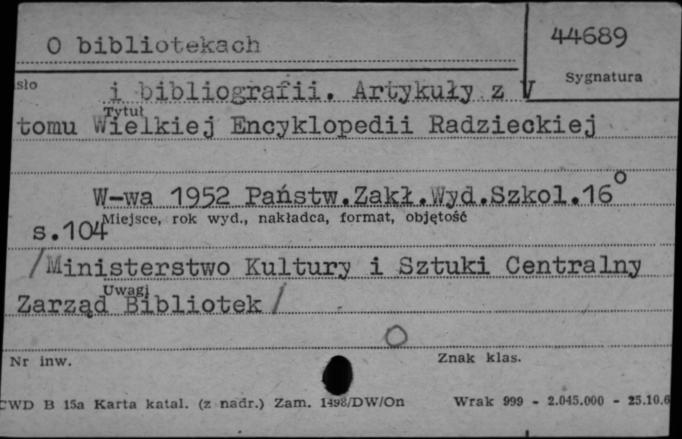 O bibliotekach
44689
Sygnatura
sło
i bibliografii. Artykuły z V
Tytuł
tomu Wielkiej Encyklopedii Radzieckiej
W-wa 1952 Państw.Zakł.Wyd.Szkol.16°
Miejsce, rok wyd., nakładca, format, objętość
s.104
/Ministerstwo Kultury i Sztuki Centralny
Uwagi
Zarząd Bibliotek/
Nr inw.
Znak klas.
CWD B 15a Karta katal. (z nadr.) Zam. 1498/DW/On
Wrak 999 - 2.045.000 - 25.10.6